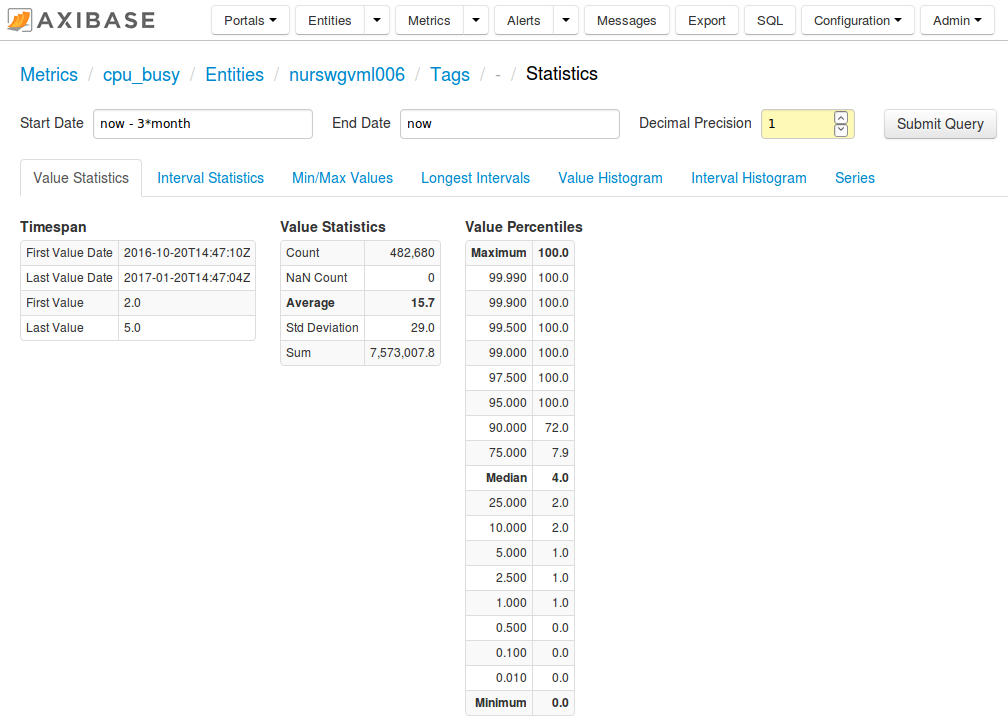 AXIBASE Portals Entities Metrics Alerts Messages Export SQL Configuration Admin
Metrics / cpu_busy / Entities / nurswgvml006 / Tags / - / Statistics
Start Date now - 3*month End Date now Decimal Precision 1 Submit Query
Value Statistics Interval Statistics Min/Max Values Longest Intervals Value Histogram Interval Histogram Series
Timespan
First Value Date 2016-10-20T14:47:10Z
Last Value Date 2017-01-20T14:47:04Z
First Value 2.0
Last Value 5.0
Value Statistics
Count 482,680
NaN Count 0
Average 15.7
Std Deviation 29.0
Sum 7,573,007.8
Value Percentiles
Maximum 100.0
99.990 100.0
99.900 100.0
99.500 100.0
99.000 100.0
97.500 100.0
95.000 100.0
90.000 72.0
75.000 7.9
Median 4.0
25.000 2.0
10.000 2.0
5.000 1.0
2.500 1.0
1.000 1.0
0.500 0.0
0.100 0.0
0.010 0.0
Minimum 0.0